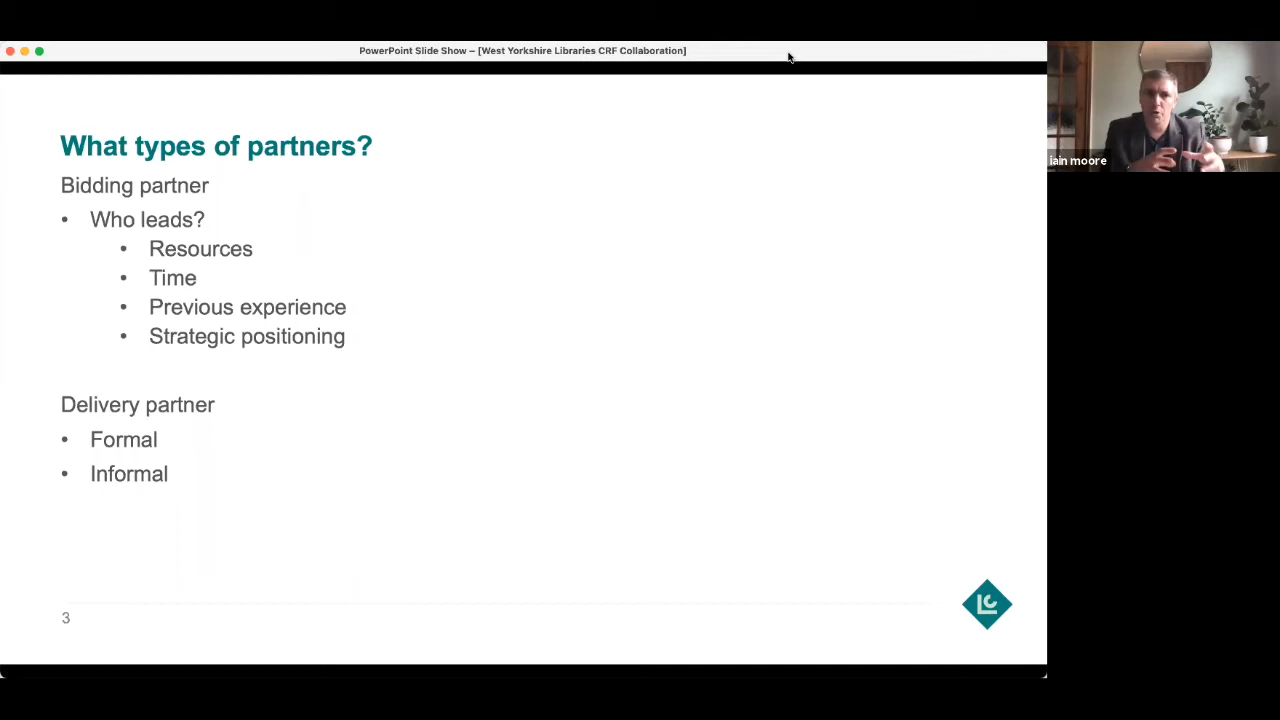 PowerPoint Slide Show – [West Yorkshire Libraries CRF Collaboration]
What types of partners?
Bidding partner
• Who leads?
• Resources
• Time
• Previous experience
• Strategic positioning
Delivery partner
• Formal
• Informal
3
LC
iain moore